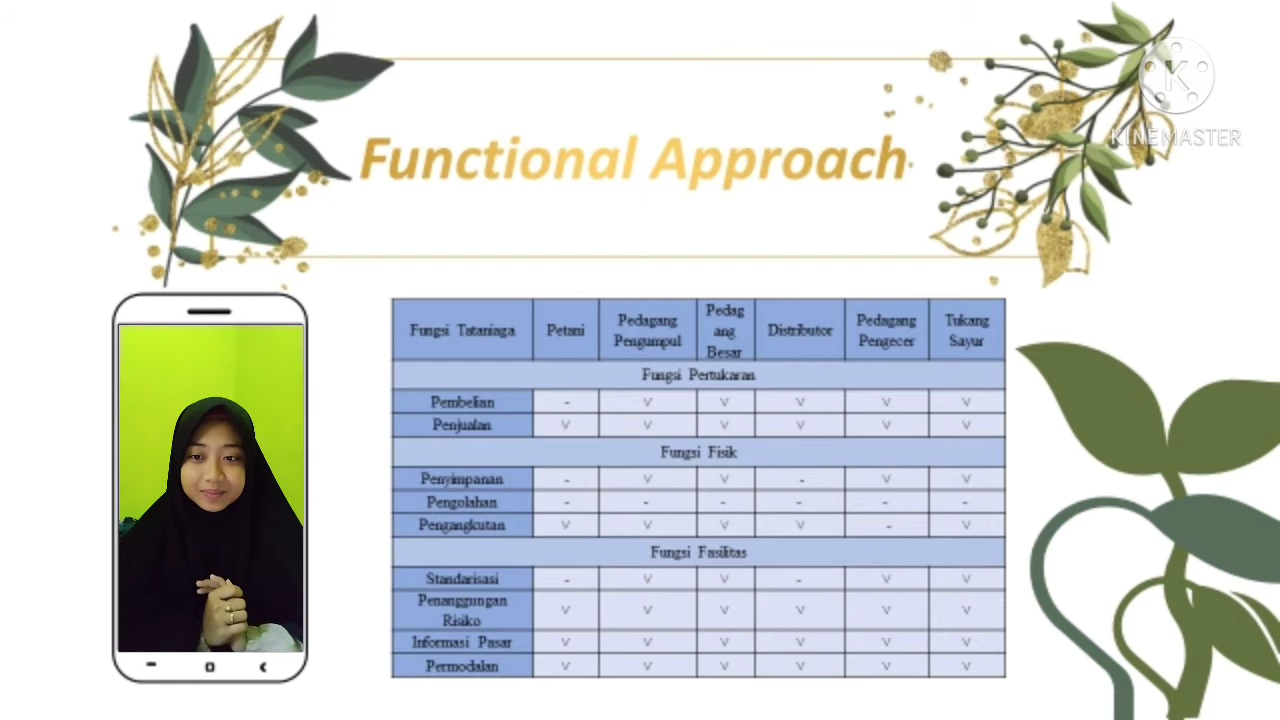 KINEMASTER
Functional Approach
Fungsi Tataniaga Petani Pedagang Pengumpul Pedag ang Besar Distributor Pedagang Pengecer Tukang Sayur
Fungsi Pertukaran
Pembelian - V V V V V
Penjualan V V V V V V
Fungsi Fisik
Penyimpanan - V V - V V
Pengolahan - - - - - -
Pengangkutan V V V V - V
Fungsi Fasilitas
Standarisasi - V V - V V
Penanggungan Risiko V V V V V V
Informasi Pasar V V V V V V
Permodalan V V V V V V